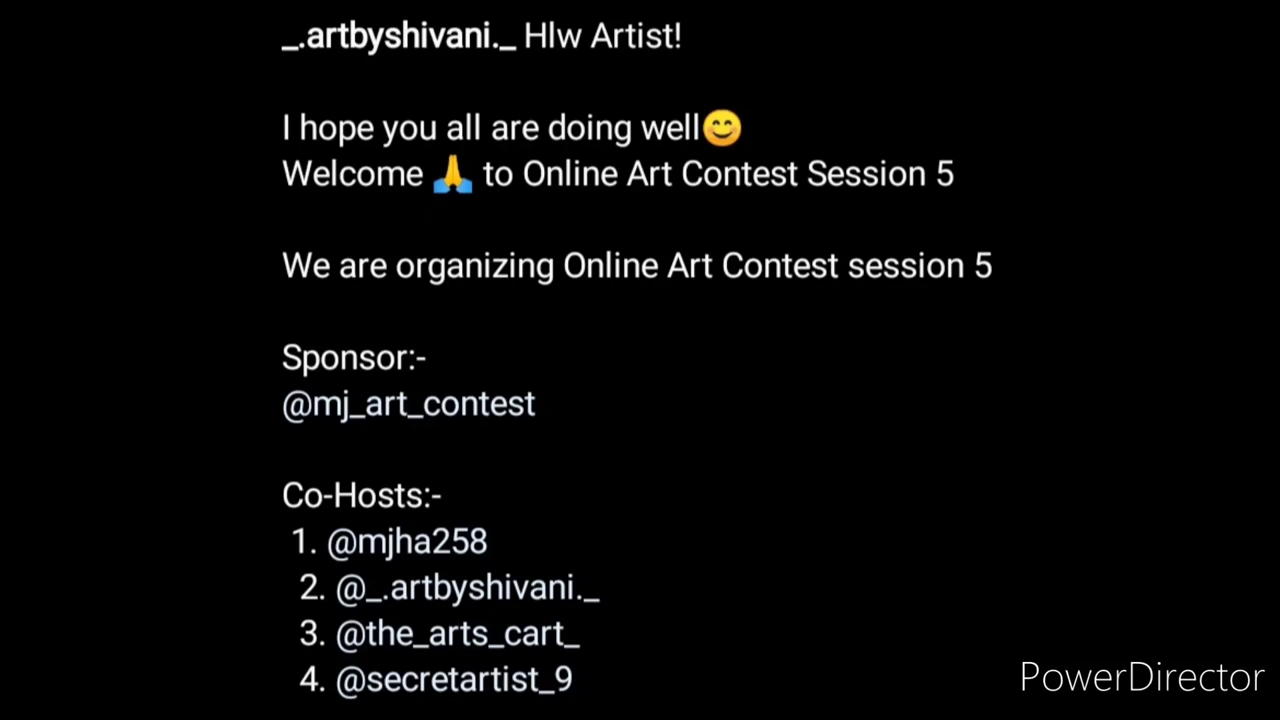 _.artbyshivani._ Hlw Artist!
I hope you all are doing well😊
Welcome 🙏 to Online Art Contest Session 5
We are organizing Online Art Contest session 5
Sponsor:-
@mj_art_contest
Co-Hosts:-
1. @mjha258
2. @_.artbyshivani._
3. @the_arts_cart_
4. @secretartist_9
PowerDirector